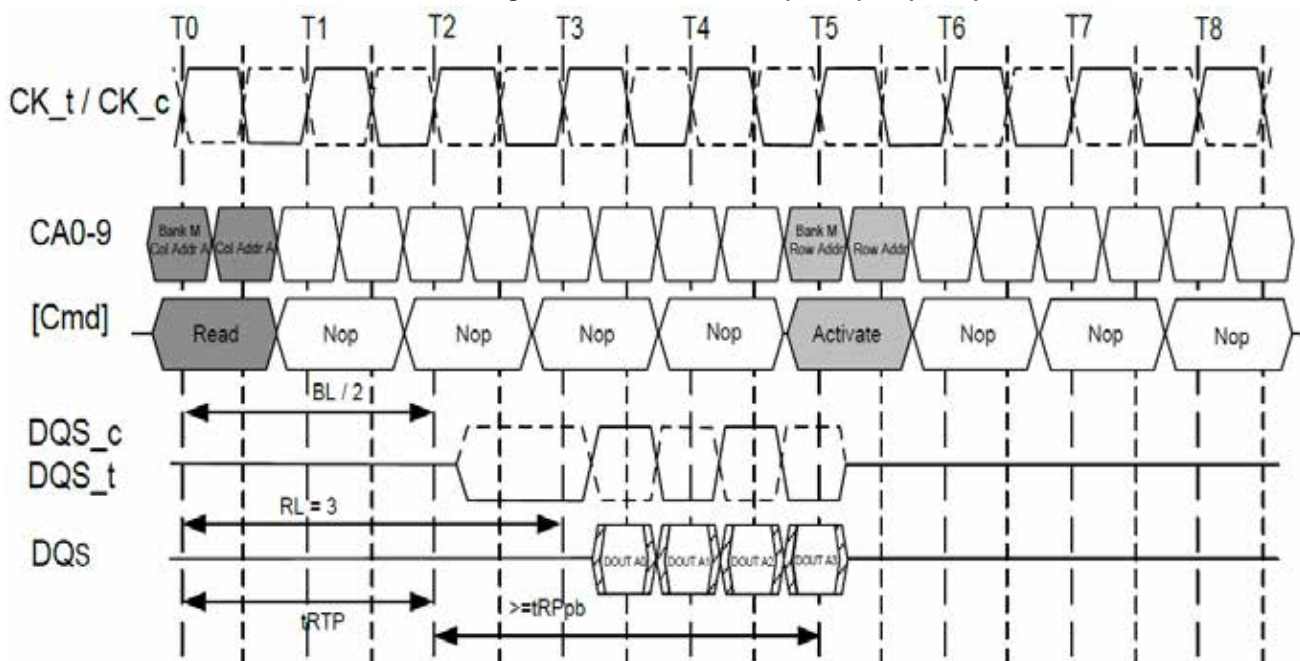 T0 T1 T2 T3 T4 T5 T6 T7 T8
CK_t / CK_c
CA0-9
Bank M
Col Addr A
Col Addr A
Bank M
Row Addr
Row Addr
[Cmd]
Read Nop Nop Nop Nop Activate Nop Nop Nop
BL / 2
DQS_c
DQS_t
RL = 3
DQS
DOUT A0 DOUT A1 DOUT A2 DOUT A3
tRTP
>=tRPpb